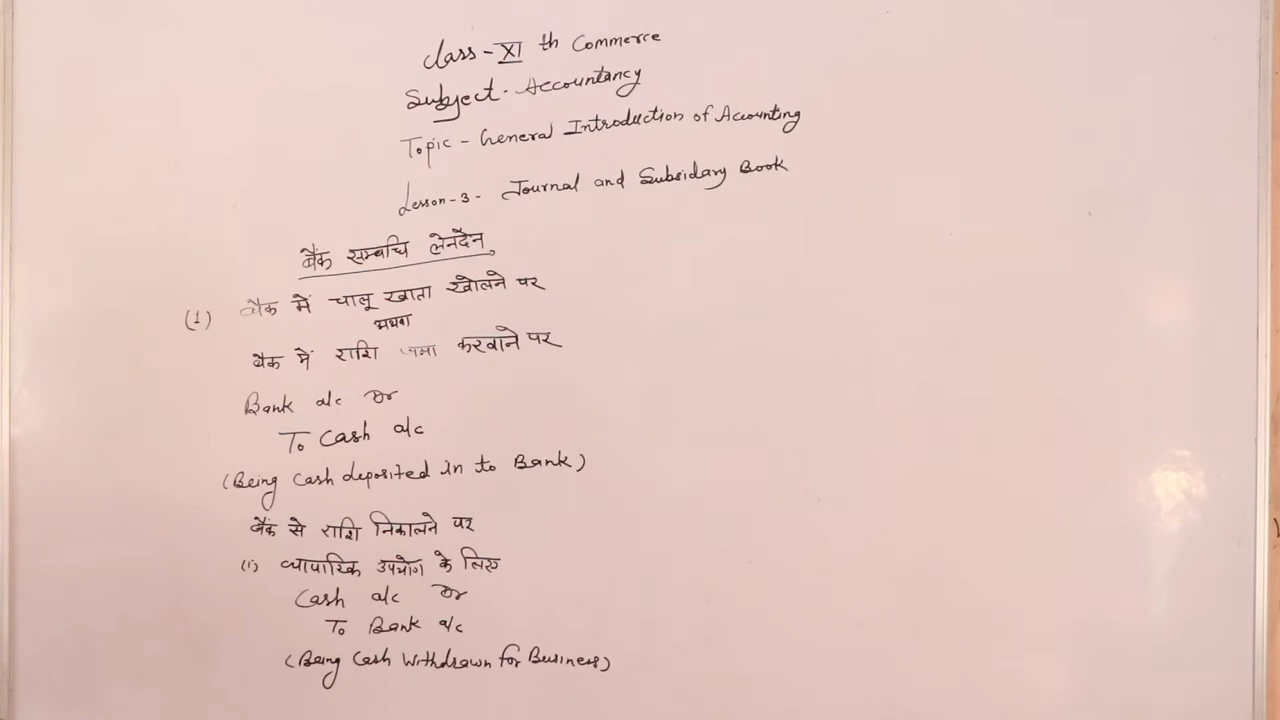 Class - XI th Commerce
Subject - Accountancy
Topic - General Introduction of Accounting
Lesson - 3 - Journal and Subsidary Book
बैंक सम्बधि लेनदेन
(1) बैंक में चालू खाता खोलने पर
अथवा
बैंक में राशि जमा करवाने पर
Bank a/c Dr
To Cash a/c
(Being Cash deposited in to Bank)
बैंक से राशि निकालने पर
(i) व्यापारिक उपयोग के लिए
Cash a/c Dr
To Bank a/c
(Being Cash Withdrawn for Business)